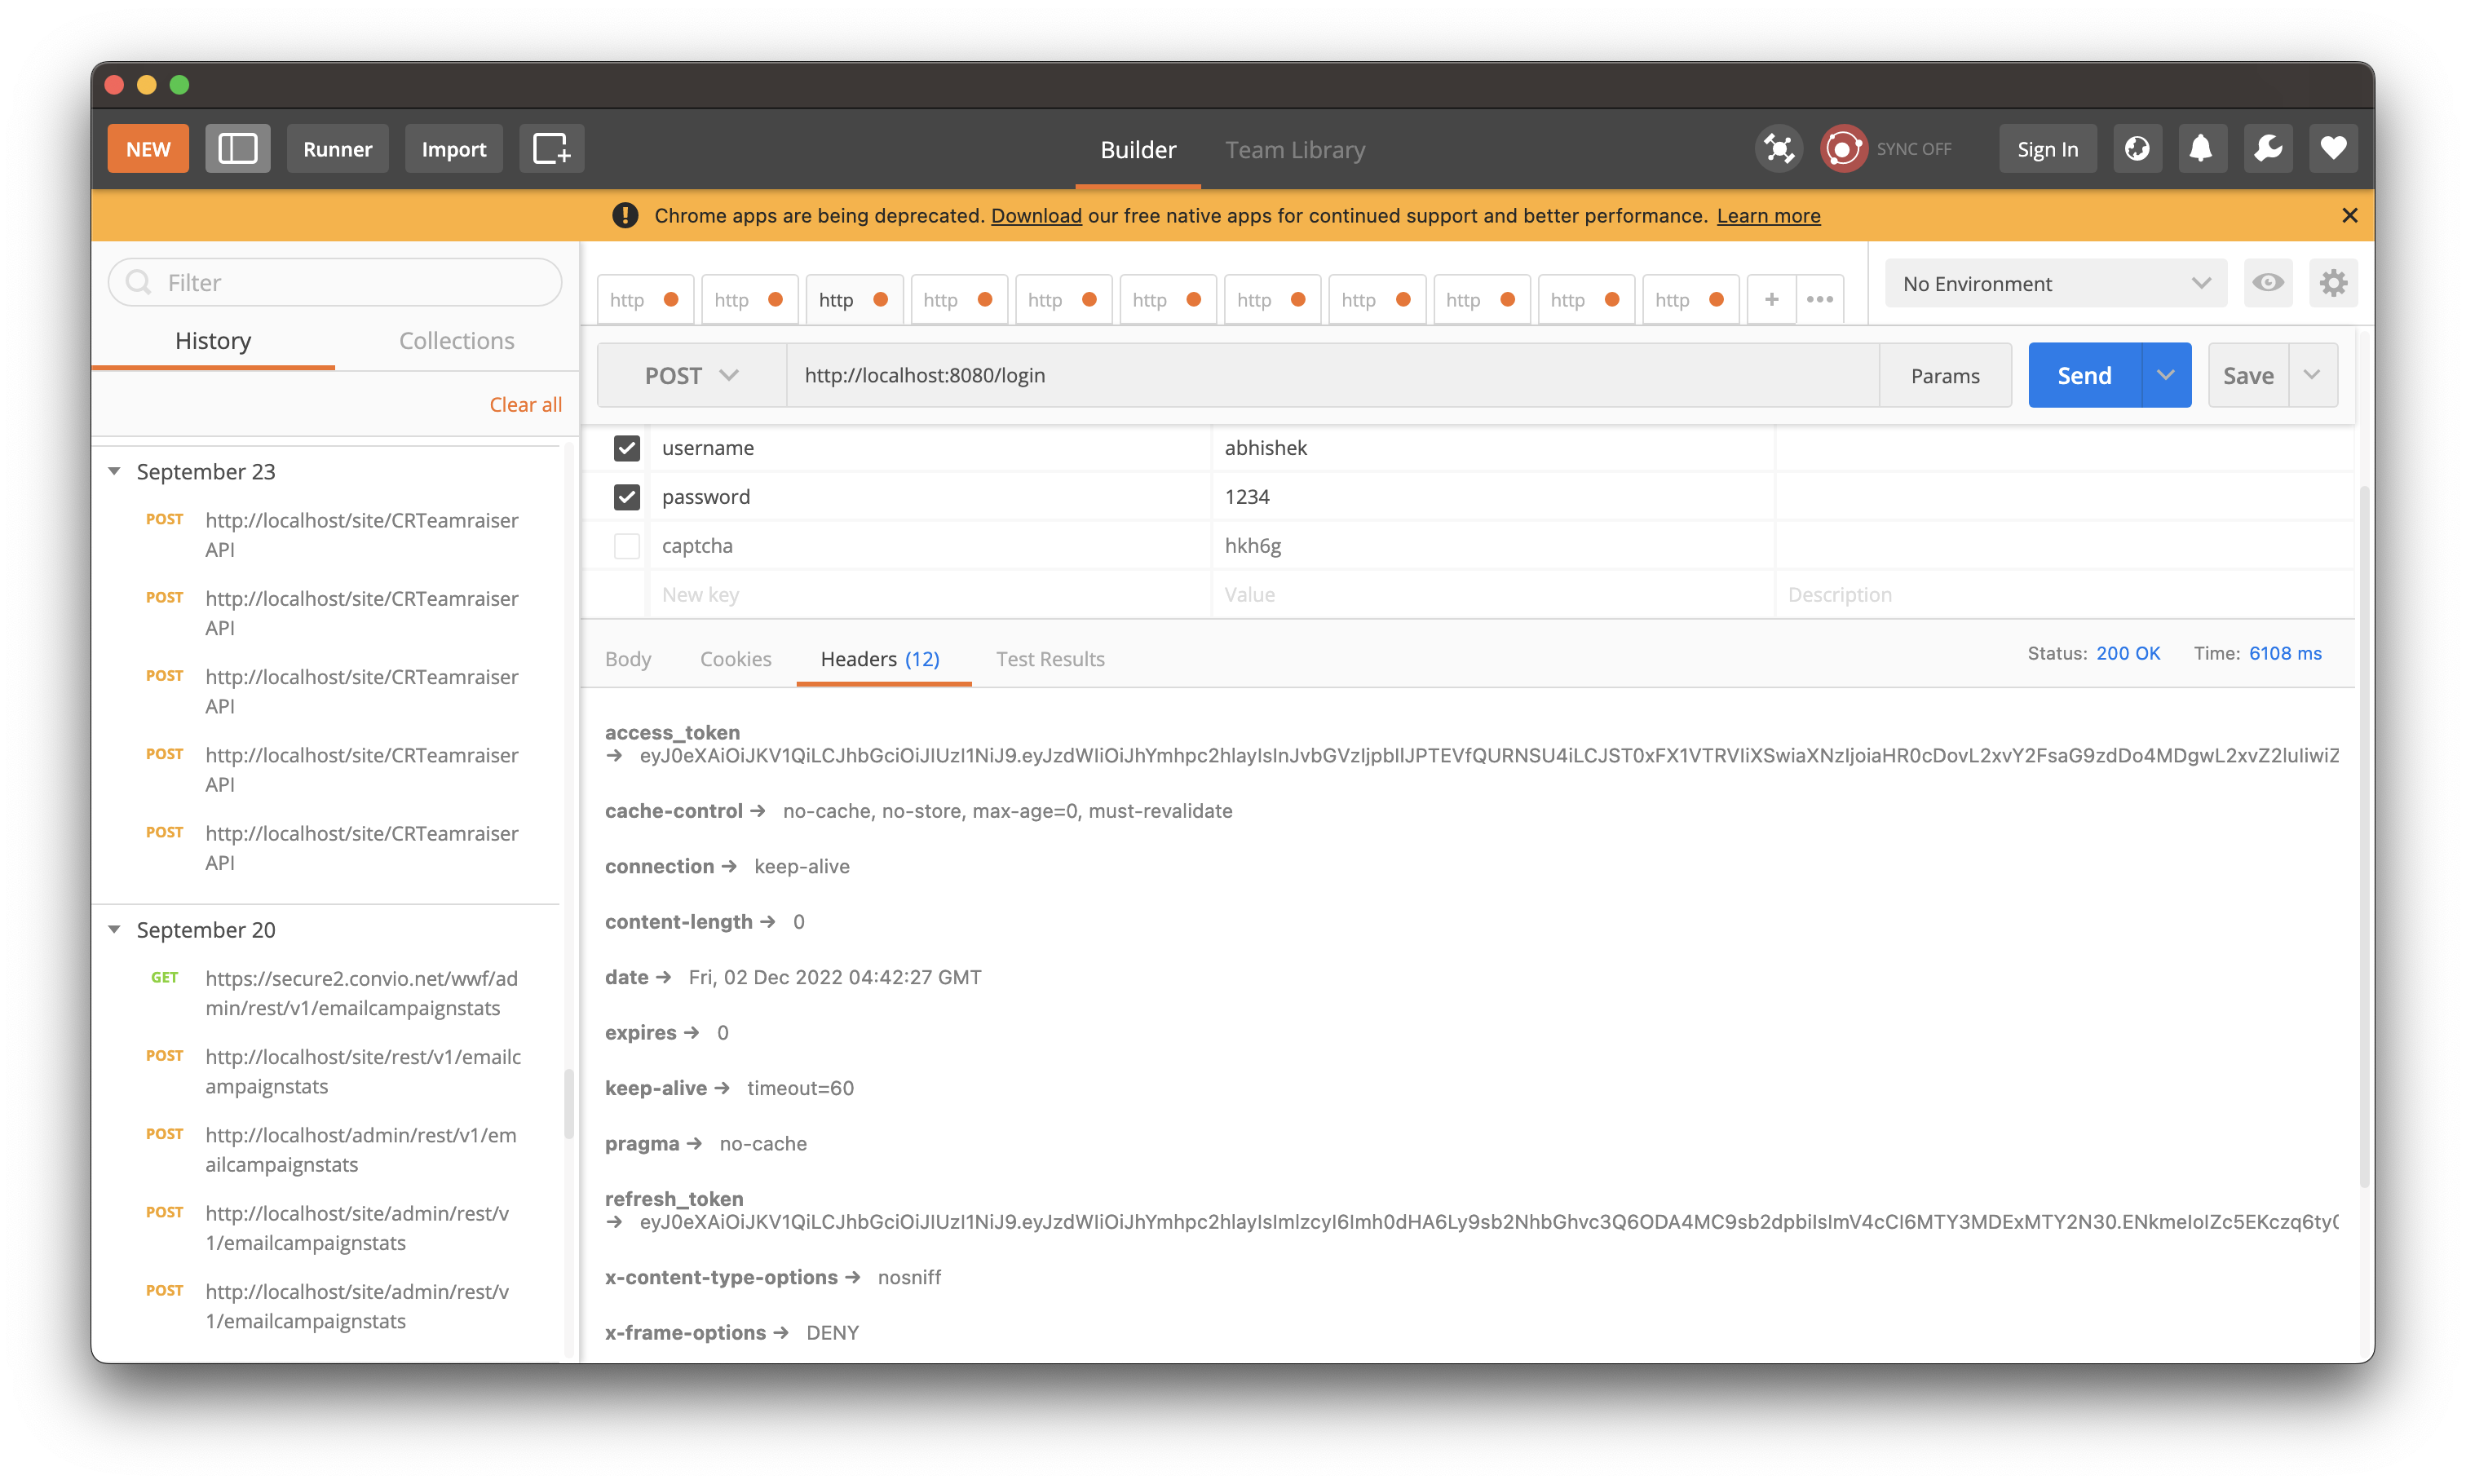 NEW Runner Import Builder Team Library SYNC OFF Sign In
Chrome apps are being deprecated. Download our free native apps for continued support and better performance. Learn more
Filter
History Collections
Clear all
September 23
POST http://localhost/site/CRTeamraiser
API
POST http://localhost/site/CRTeamraiser
API
POST http://localhost/site/CRTeamraiser
API
POST http://localhost/site/CRTeamraiser
API
POST http://localhost/site/CRTeamraiser
API
September 20
GET https://secure2.convio.net/wwf/ad
min/rest/v1/emailcampaignstats
POST http://localhost/site/rest/v1/emailc
ampaignstats
POST http://localhost/admin/rest/v1/em
ailcampaignstats
POST http://localhost/site/admin/rest/v
1/emailcampaignstats
POST http://localhost/site/admin/rest/v
1/emailcampaignstats
http http http http http http http http http http http + ••• No Environment
POST http://localhost:8080/login Params Send Save
username abhishek
password 1234
captcha hkh6g
New key Value Description
Body Cookies Headers (12) Test Results Status: 200 OK Time: 6108 ms
access_token
→ eyJ0eXAiOiJKV1QiLCJhbGciOiJIUzI1NiJ9.eyJzdWIiOiJhYmhpc2hlayIsInJvbGVzIjpbIlJPTEVfQURNSU4iLCJST0xFX1VTRVIiXSwiaXNzIjoiaHR0cDovL2xvY2FsaG9zdDo4MDgwL2xvZ2luIiwiZ
cache-control → no-cache, no-store, max-age=0, must-revalidate
connection → keep-alive
content-length → 0
date → Fri, 02 Dec 2022 04:42:27 GMT
expires → 0
keep-alive → timeout=60
pragma → no-cache
refresh_token
→ eyJ0eXAiOiJKV1QiLCJhbGciOiJIUzI1NiJ9.eyJzdWIiOiJhYmhpc2hlayIsImlzcyI6Imh0dHA6Ly9sb2NhbGhvc3Q6ODA4MC9sb2dpbiIsImV4cCI6MTY3MDExMTY2N30.ENkmeIoIZc5EKczq6ty0
x-content-type-options → nosniff
x-frame-options → DENY